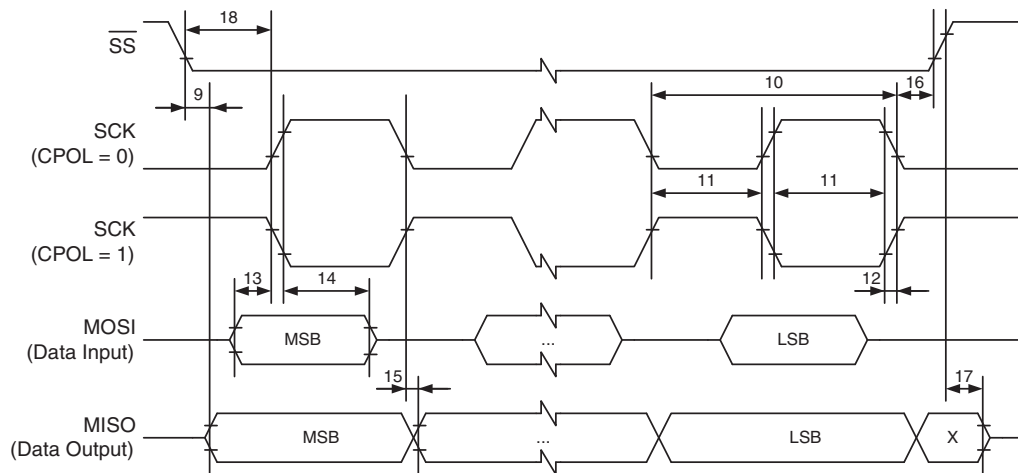 18
SS
10
16
9
SCK
(CPOL = 0)
11
11
SCK
(CPOL = 1)
13
14
12
MOSI
(Data Input)
MSB
...
LSB
15
17
MISO
(Data Output)
MSB
...
LSB
X